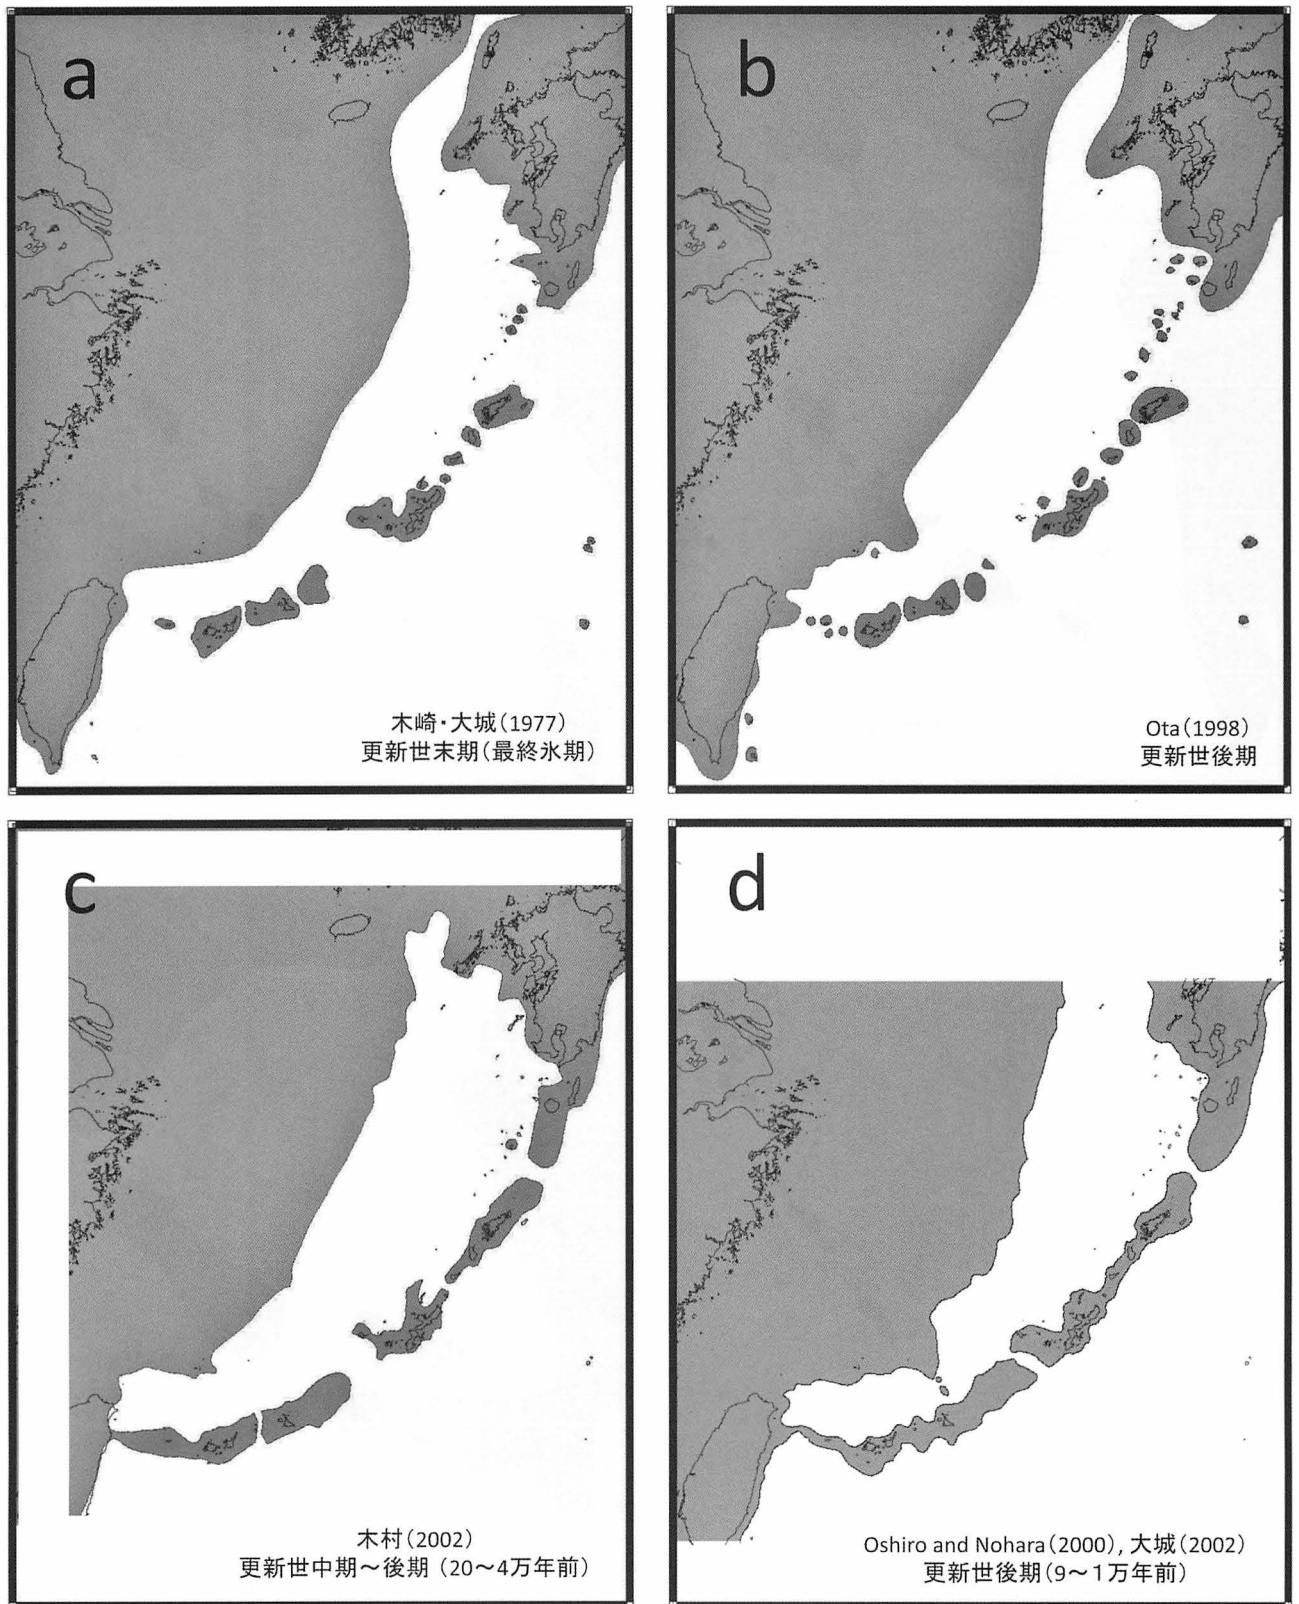 a
木崎・大城(1977)
更新世末期(最終氷期)
b
Ota(1998)
更新世後期
c
木村(2002)
更新世中期～後期 (20～4万年前)
d
Oshiro and Nohara(2000), 大城(2002)
更新世後期(9～1万年前)